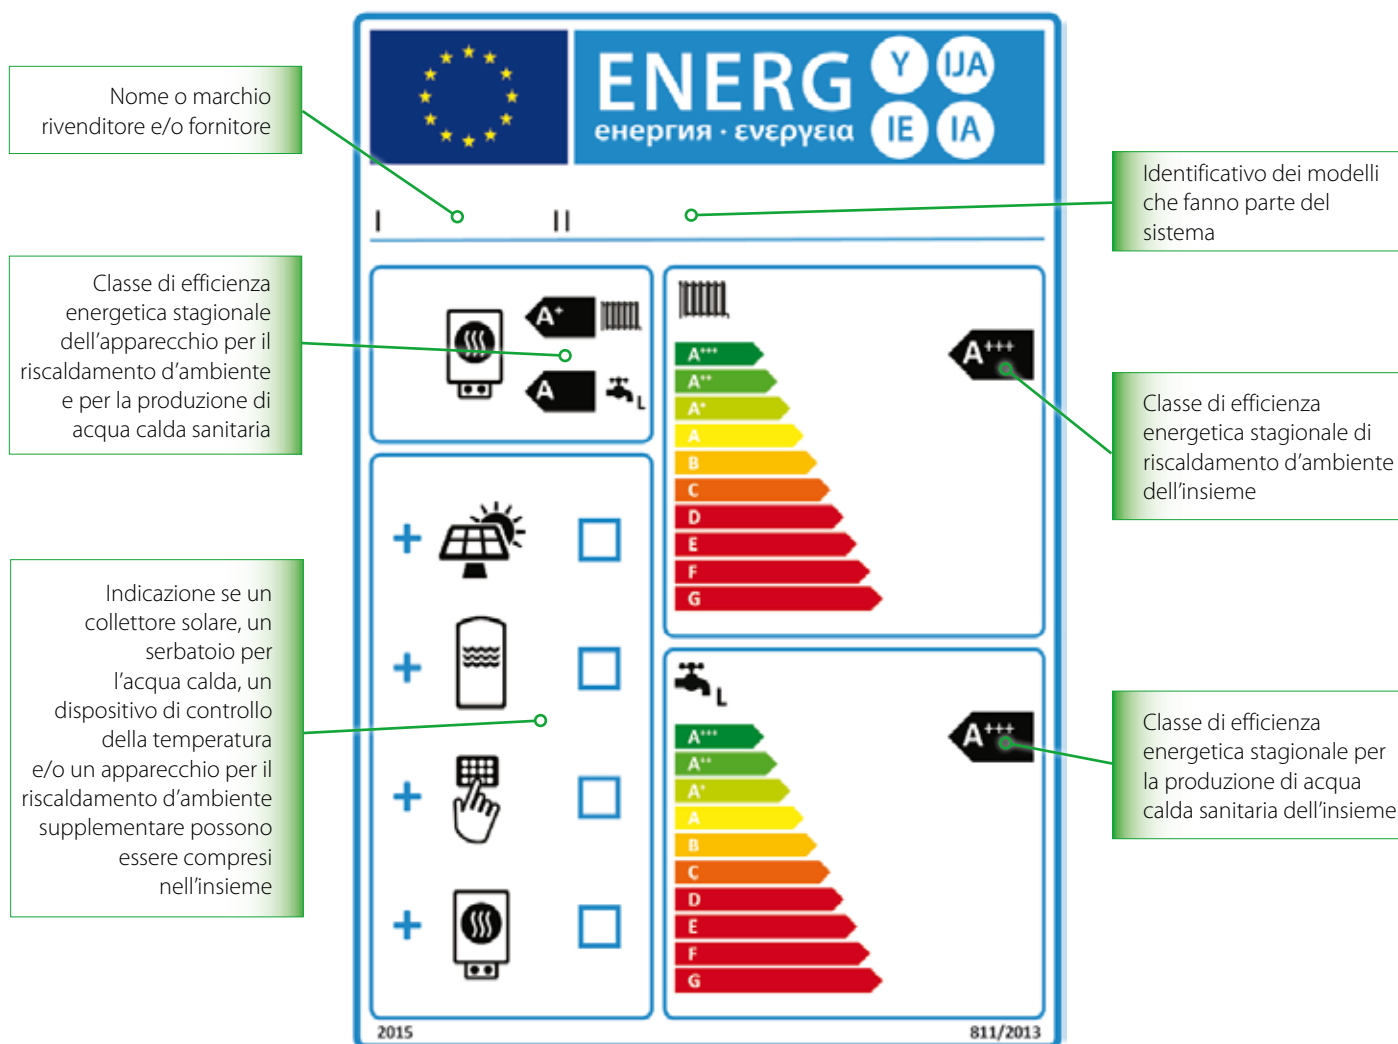 ENERG
енергия · ενεργεια
Y
IJA
IE
IA
Nome o marchio
rivenditore e/o fornitore
I
II
Identificativo dei modelli
che fanno parte del
sistema
Classe di efficienza
energetica stagionale
dell'apparecchio per il
riscaldamento d'ambiente
e per la produzione di
acqua calda sanitaria
A+
A
L
A+++
A++
A+
A
B
C
D
E
F
G
A+++
Classe di efficienza
energetica stagionale di
riscaldamento d'ambiente
dell'insieme
Indicazione se un
collettore solare, un
serbatoio per
l'acqua calda, un
dispositivo di controllo
della temperatura
e/o un apparecchio per il
riscaldamento d'ambiente
supplementare possono
essere compresi
nell'insieme
+
+
+
+
L
A+++
A++
A+
A
B
C
D
E
F
G
A+++
Classe di efficienza
energetica stagionale per
la produzione di acqua
calda sanitaria dell'insieme
2015
811/2013